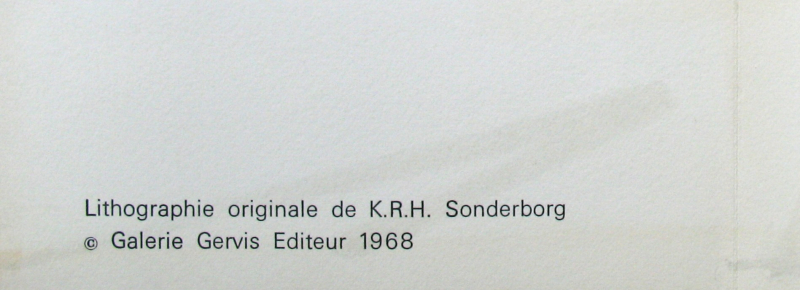 Lithographie originale de K.R.H. Sonderborg
© Galerie Gervis Editeur 1968